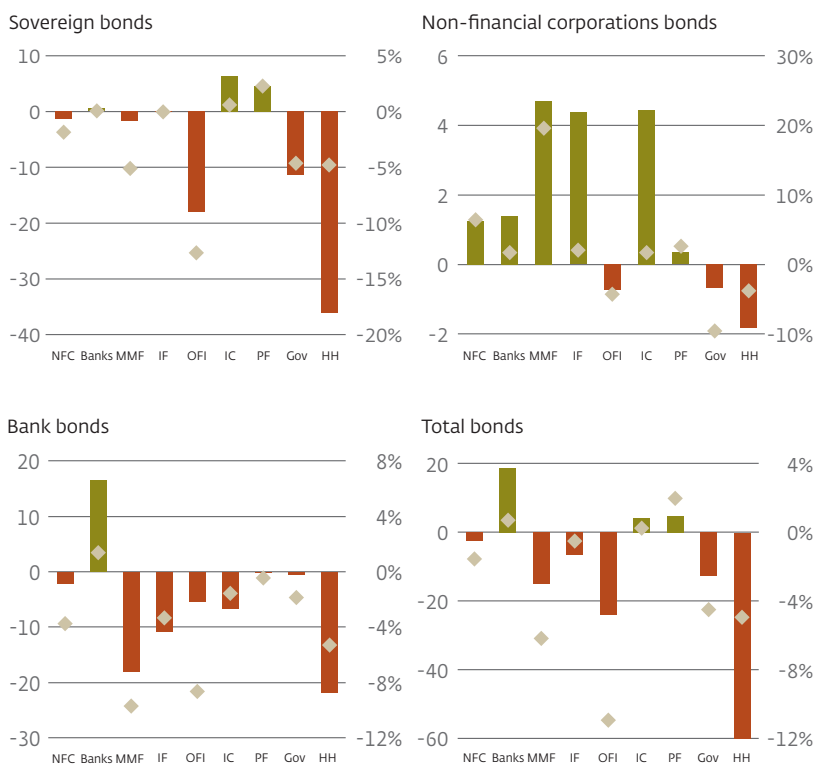 Sovereign bonds
10 5%
0 0%
-10 -5%
-20 -10%
-30 -15%
-40 -20%
NFC Banks MMF IF OFI IC PF Gov HH
Non-financial corporations bonds
6 30%
4 20%
2 10%
0 0%
-2 -10%
NFC Banks MMF IF OFI IC PF Gov HH
Bank bonds
20 8%
10 4%
0 0%
-10 -4%
-20 -8%
-30 -12%
NFC Banks MMF IF OFI IC PF Gov HH
Total bonds
20 4%
0 0%
-20 -4%
-40 -8%
-60 -12%
NFC Banks MMF IF OFI IC PF Gov HH